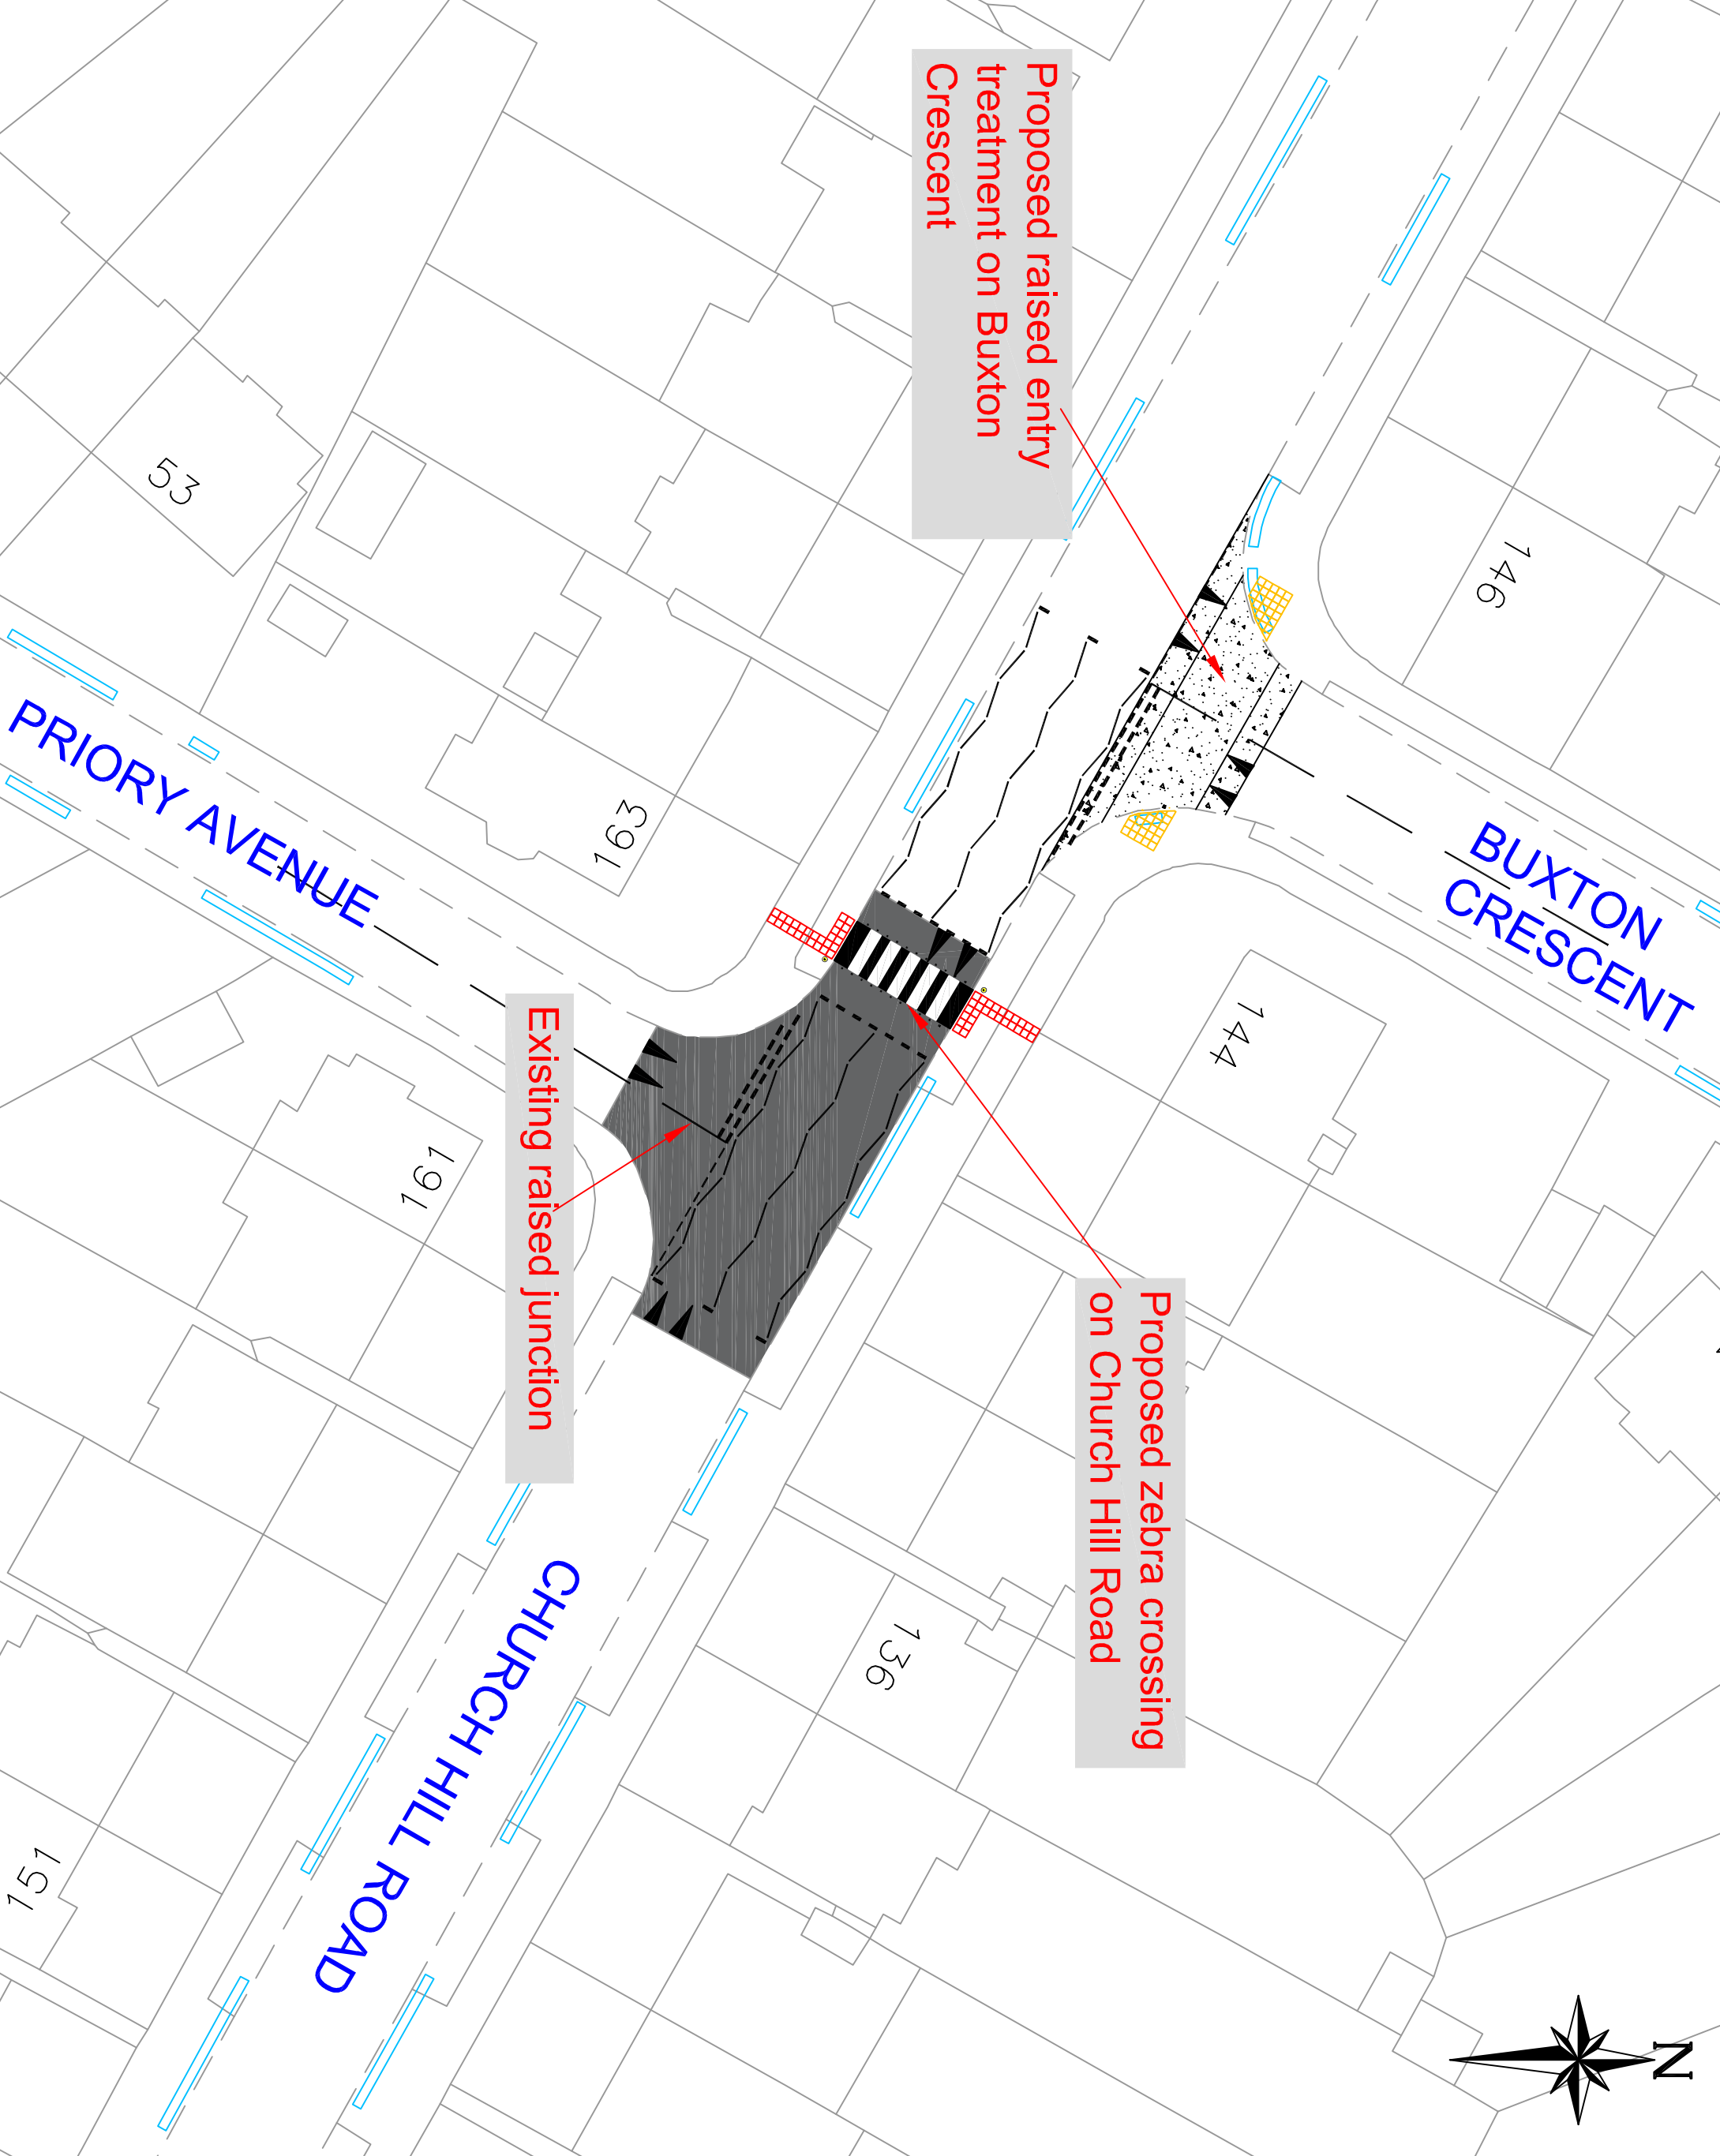 Proposed raised entry
treatment on Buxton
Crescent
146
BUXTON
CRESCENT
53
163
PRIORY AVENUE
144
161
Existing raised junction
Proposed zebra crossing
on Church Hill Road
136
CHURCH HILL ROAD
151
N